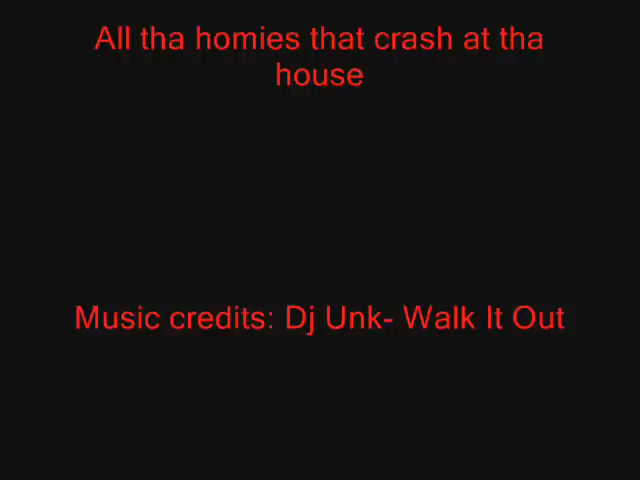 All tha homies that crash at tha
house
Music credits: Dj Unk- Walk It Out